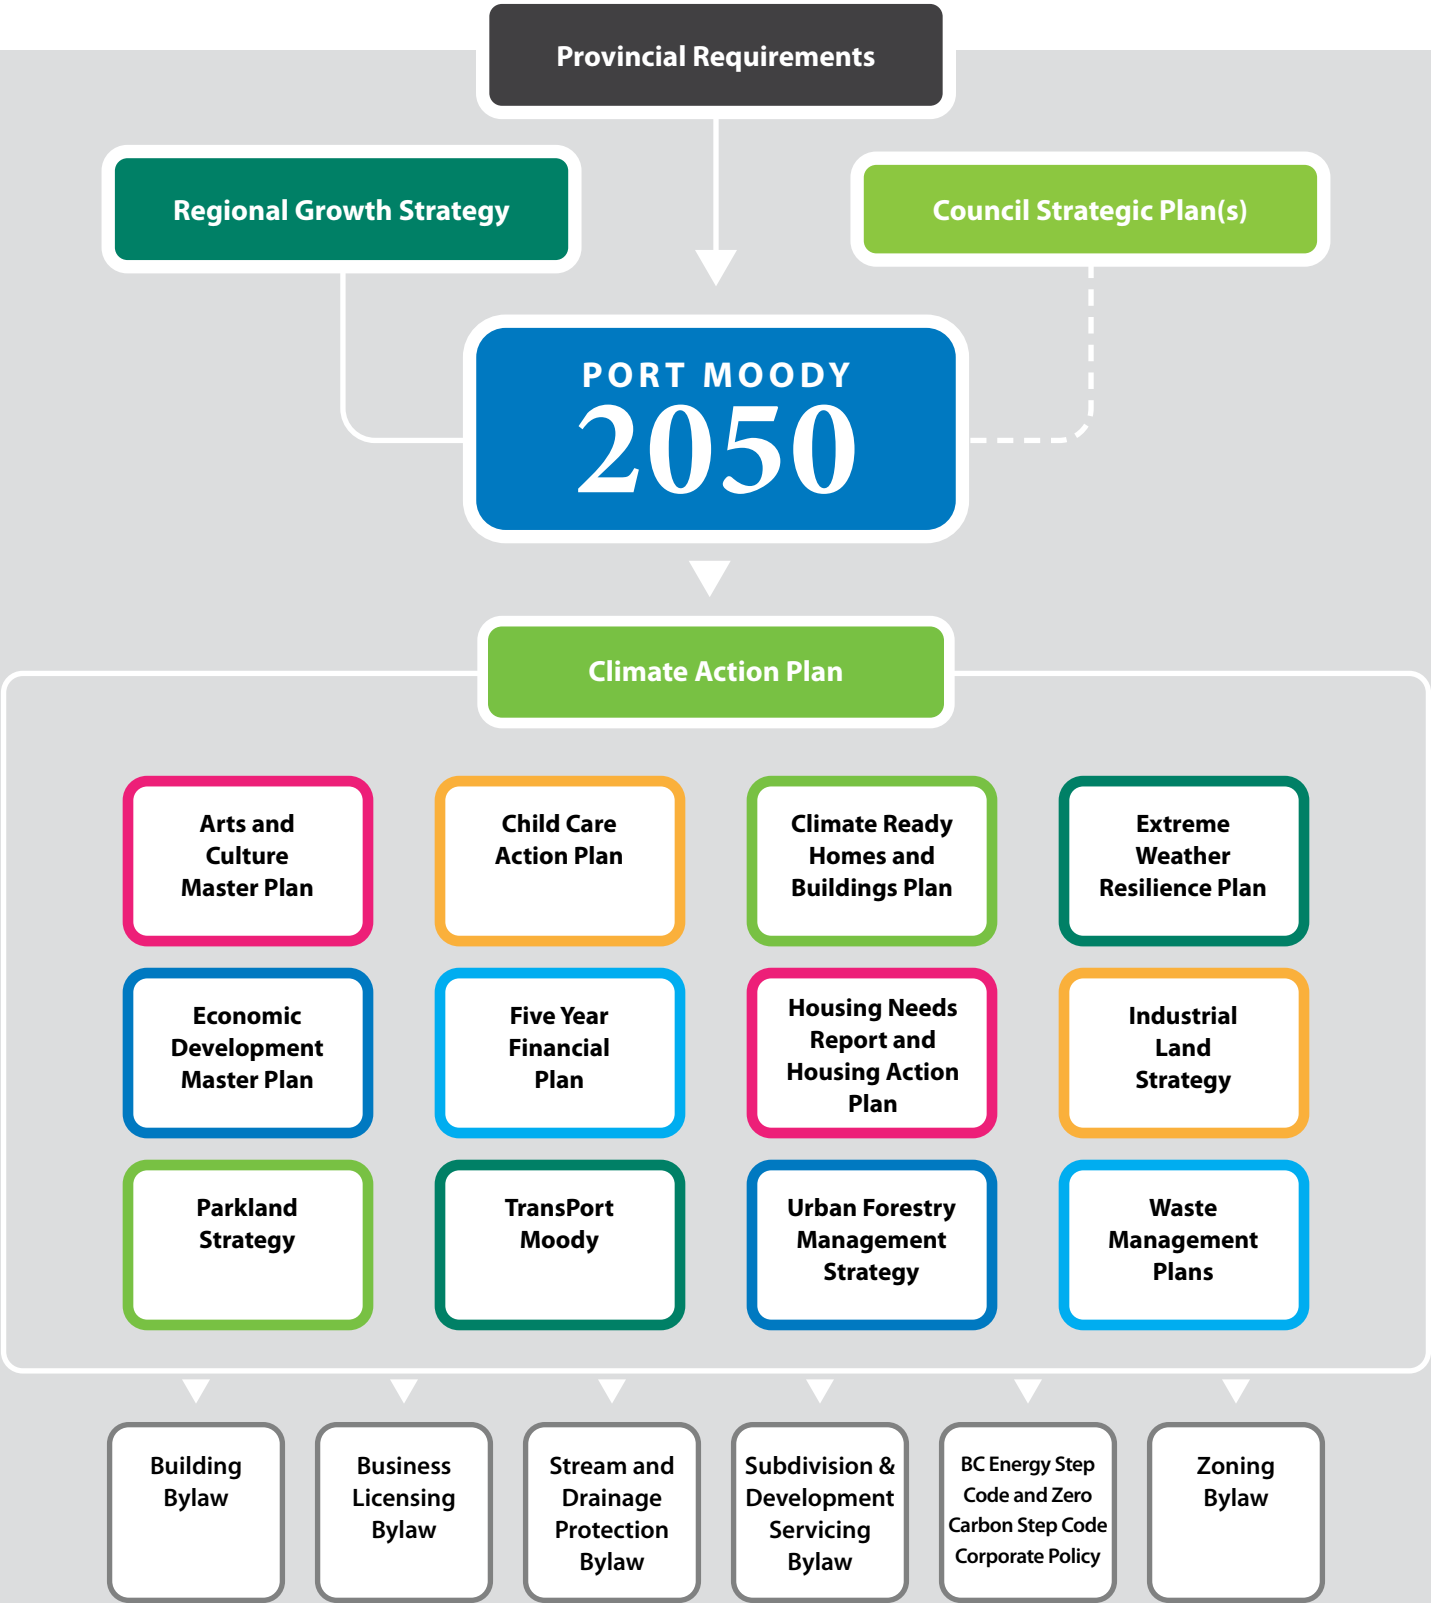 Provincial Requirements
Regional Growth Strategy
Council Strategic Plan(s)
PORT MOODY
2050
Climate Action Plan
Arts and
Culture
Master Plan
Child Care
Action Plan
Climate Ready
Homes and
Buildings Plan
Extreme
Weather
Resilience Plan
Economic
Development
Master Plan
Five Year
Financial
Plan
Housing Needs
Report and
Housing Action
Plan
Industrial
Land
Strategy
Parkland
Strategy
TransPort
Moody
Urban Forestry
Management
Strategy
Waste
Management
Plans
Building
Bylaw
Business
Licensing
Bylaw
Stream and
Drainage
Protection
Bylaw
Subdivision &
Development
Servicing
Bylaw
BC Energy Step
Code and Zero
Carbon Step Code
Corporate Policy
Zoning
Bylaw